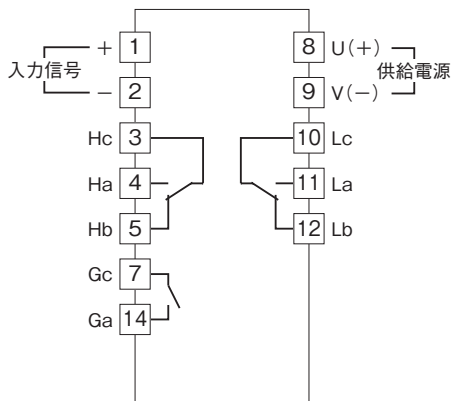 + 1
入力信号
− 2
Hc 3
Ha 4
Hb 5
Gc 7
Ga 14
8 U(+)
供給電源
9 V(−)
10 Lc
11 La
12 Lb